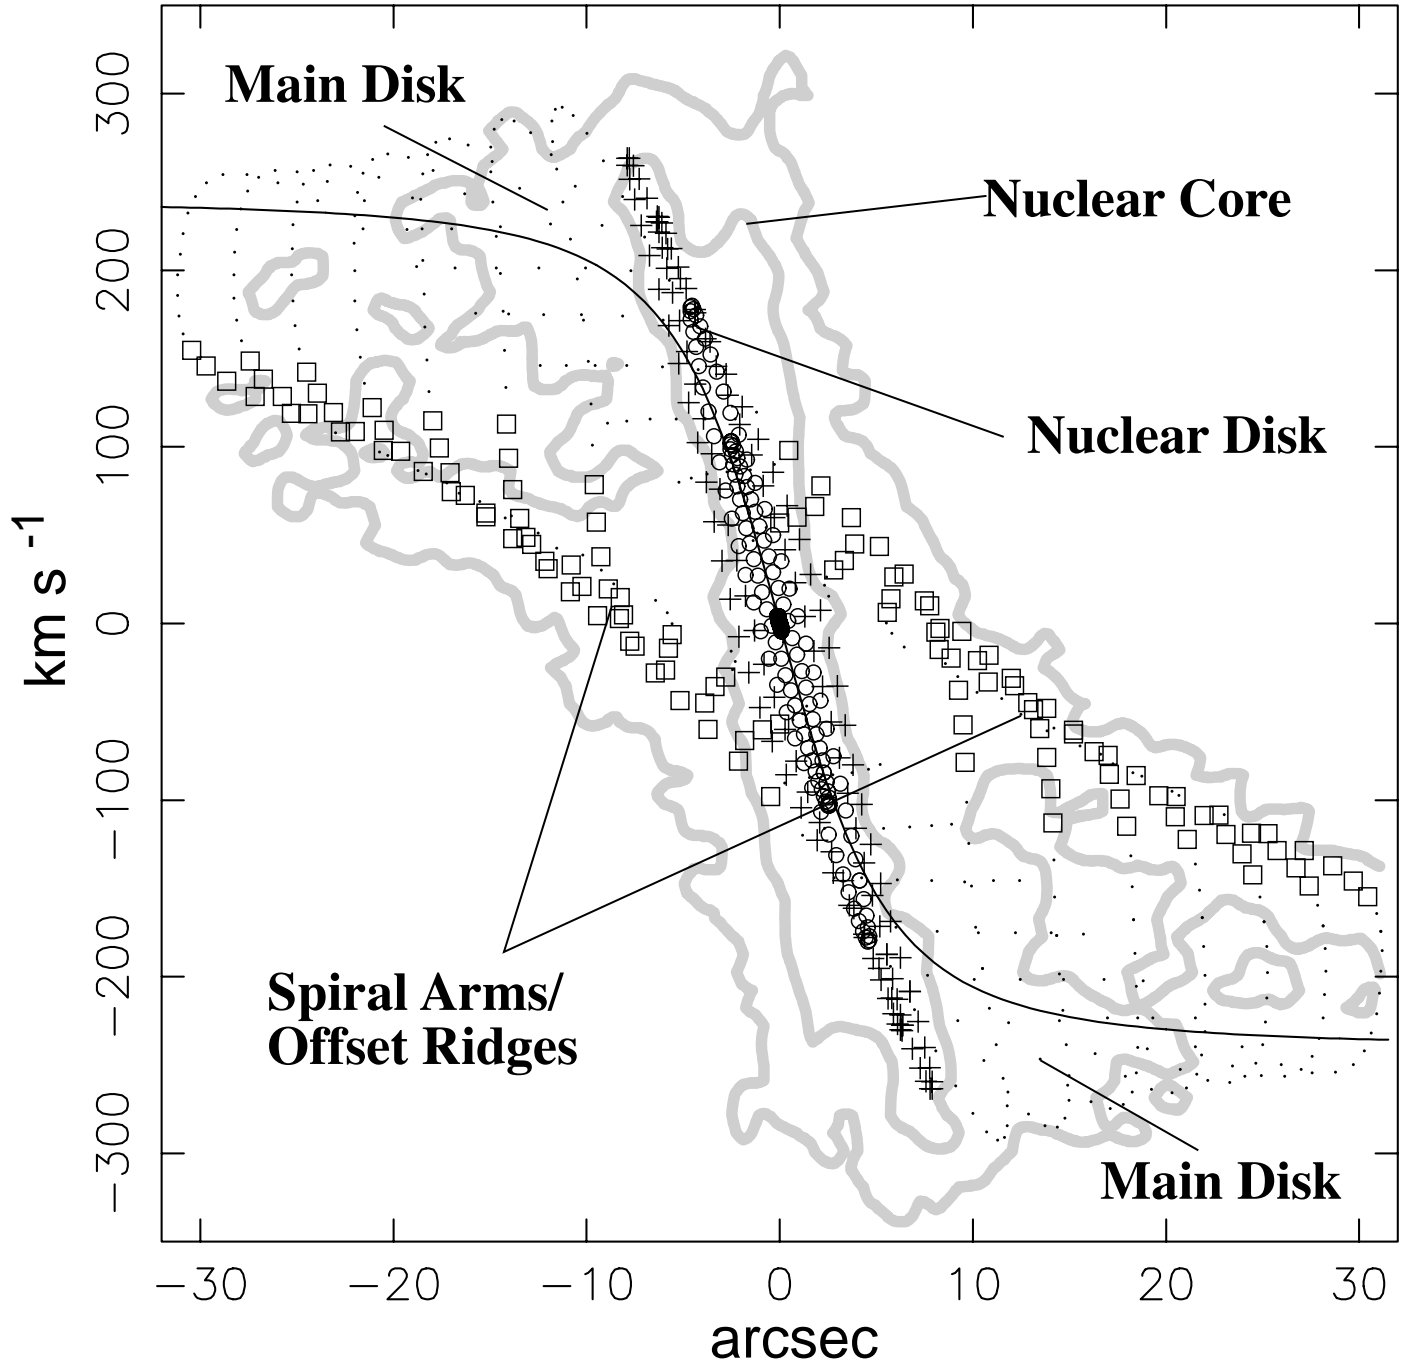 300
200
100
0
−100
−200
−300
km s -1
Main Disk
Nuclear Core
Nuclear Disk
Spiral Arms/
Offset Ridges
Main Disk
−30 −20 −10 0 10 20 30
arcsec